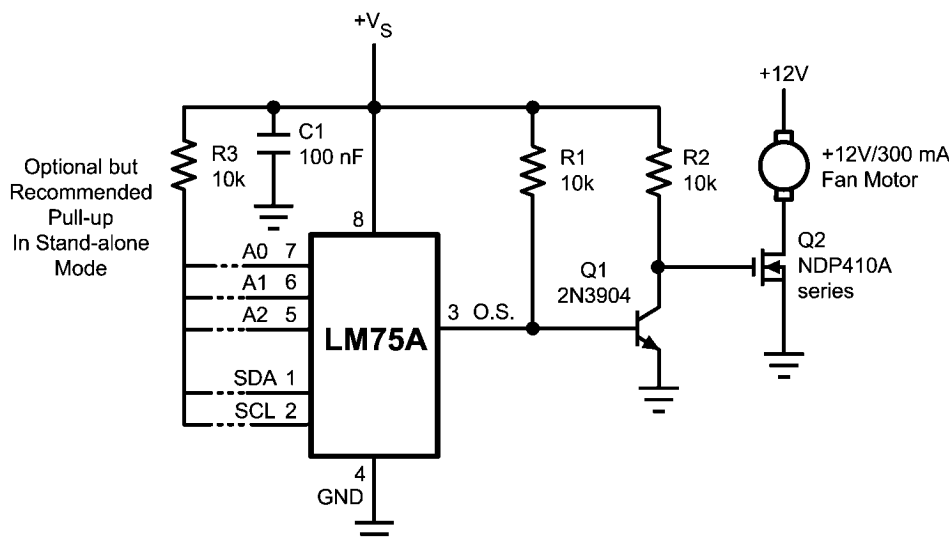 +VS
+12V
C1
100 nF
R3
10k
R1
10k
R2
10k
+12V/300 mA
Fan Motor
Optional but
Recommended
Pull-up
In Stand-alone
Mode
8
A0 7
A1 6
A2 5
SDA 1
SCL 2
LM75A
3 O.S.
Q1
2N3904
Q2
NDP410A
series
4
GND